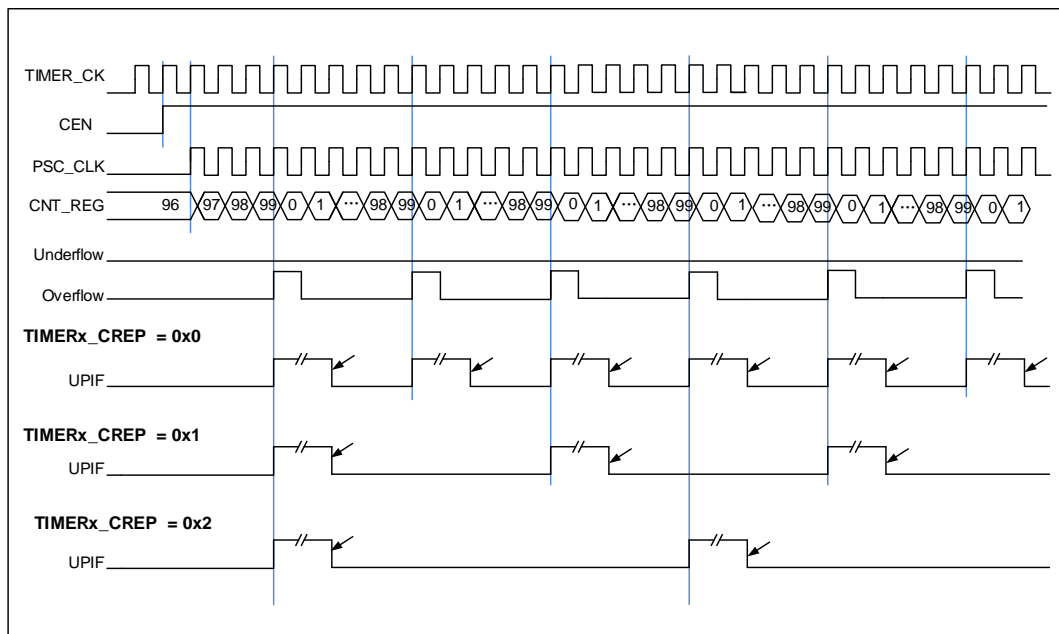 TIMER_CK
CEN
PSC_CLK
CNT_REG 96 97 98 99 0 1 ... 98 99 0 1 ... 98 99 0 1 ... 98 99 0 1 ... 98 99 0 1 ... 98 99 0 1
Underflow
Overflow
TIMERx_CREP = 0x0
UPIF
TIMERx_CREP = 0x1
UPIF
TIMERx_CREP = 0x2
UPIF